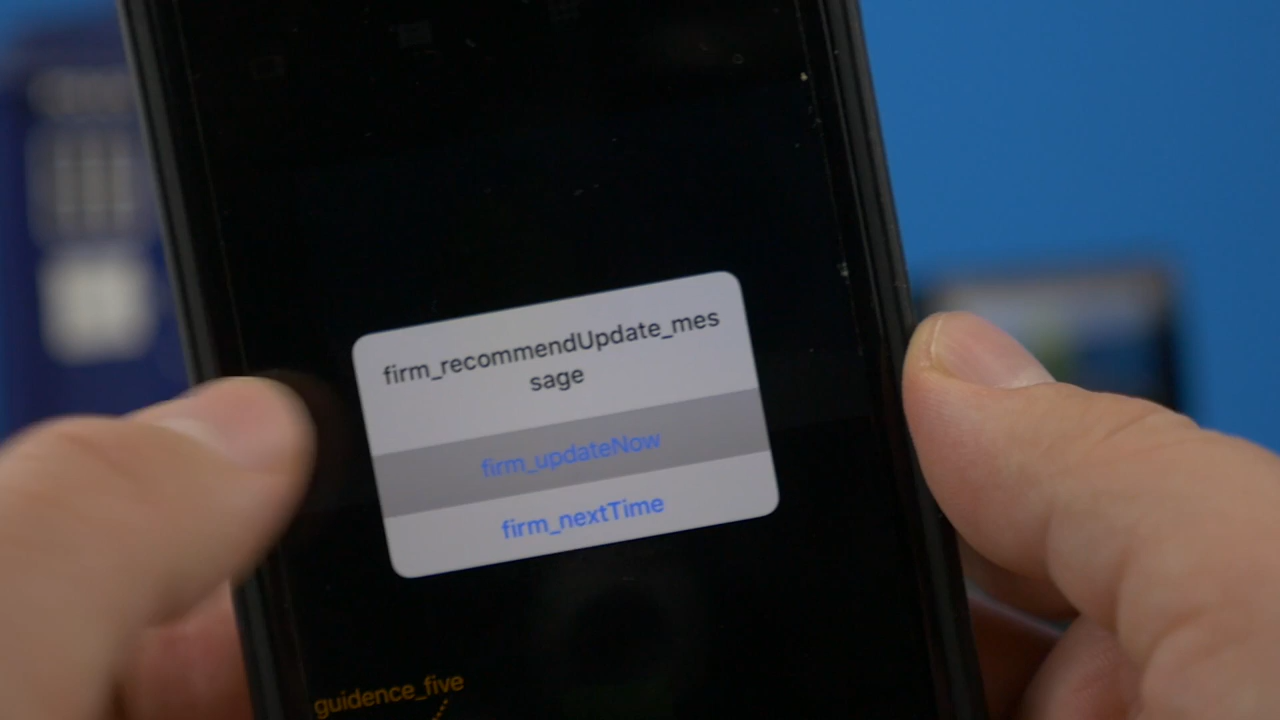 firm_recommendUpdate_mes
sage
firm_updateNow
firm_nextTime
guidence_five